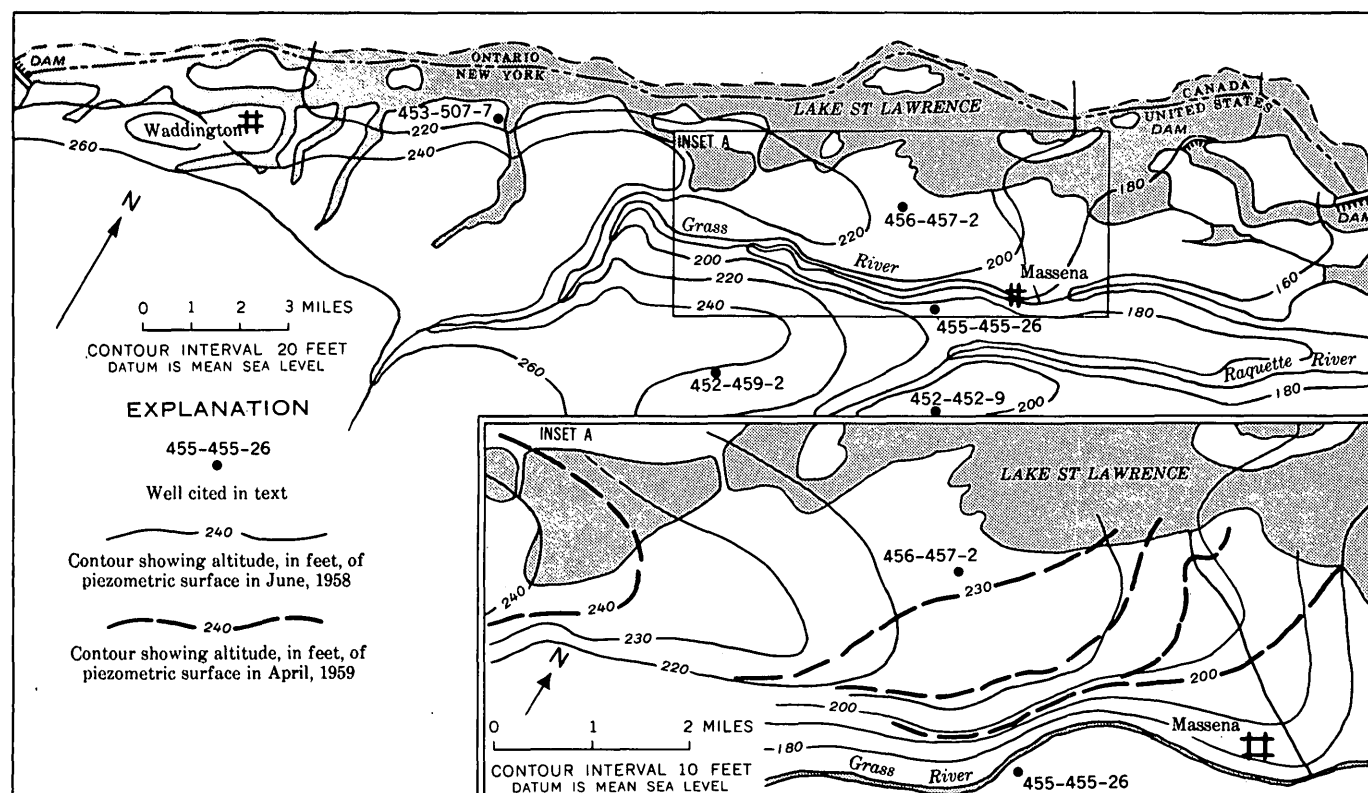 DAM
ONTARIO
NEW YORK
LAKE ST LAWRENCE
CANADA
UNITED STATES
DAM
DAM
453-507-7
Waddington
220
240
260
INSET A
180
456-457-2
220
Grass River
200
Massena
160
N
200
220
240
455-455-26
180
0 1 2 3 MILES
CONTOUR INTERVAL 20 FEET
DATUM IS MEAN SEA LEVEL
260
452-459-2
452-452-9
200
Raquette River
180
EXPLANATION
455-455-26
Well cited in text
240
Contour showing altitude, in feet, of
piezometric surface in June, 1958
240
Contour showing altitude, in feet, of
piezometric surface in April, 1959
INSET A
LAKE ST LAWRENCE
456-457-2
240
240
230
230
220
200
200
N
0 1 2 MILES
180
Massena
Grass River
455-455-26
CONTOUR INTERVAL 10 FEET
DATUM IS MEAN SEA LEVEL